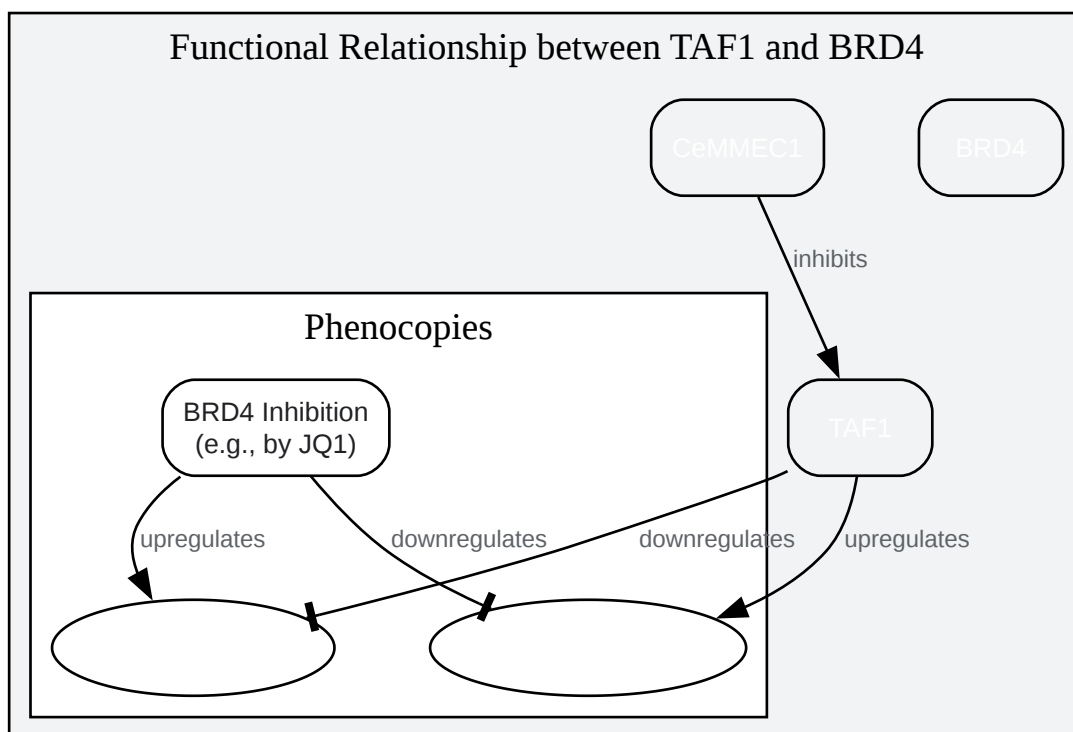 Functional Relationship between TAF1 and BRD4
CeMMEC1
BRD4
inhibits
Phenocopies
BRD4 Inhibition
(e.g., by JQ1)
TAF1
upregulates
downregulates
downregulates
upregulates